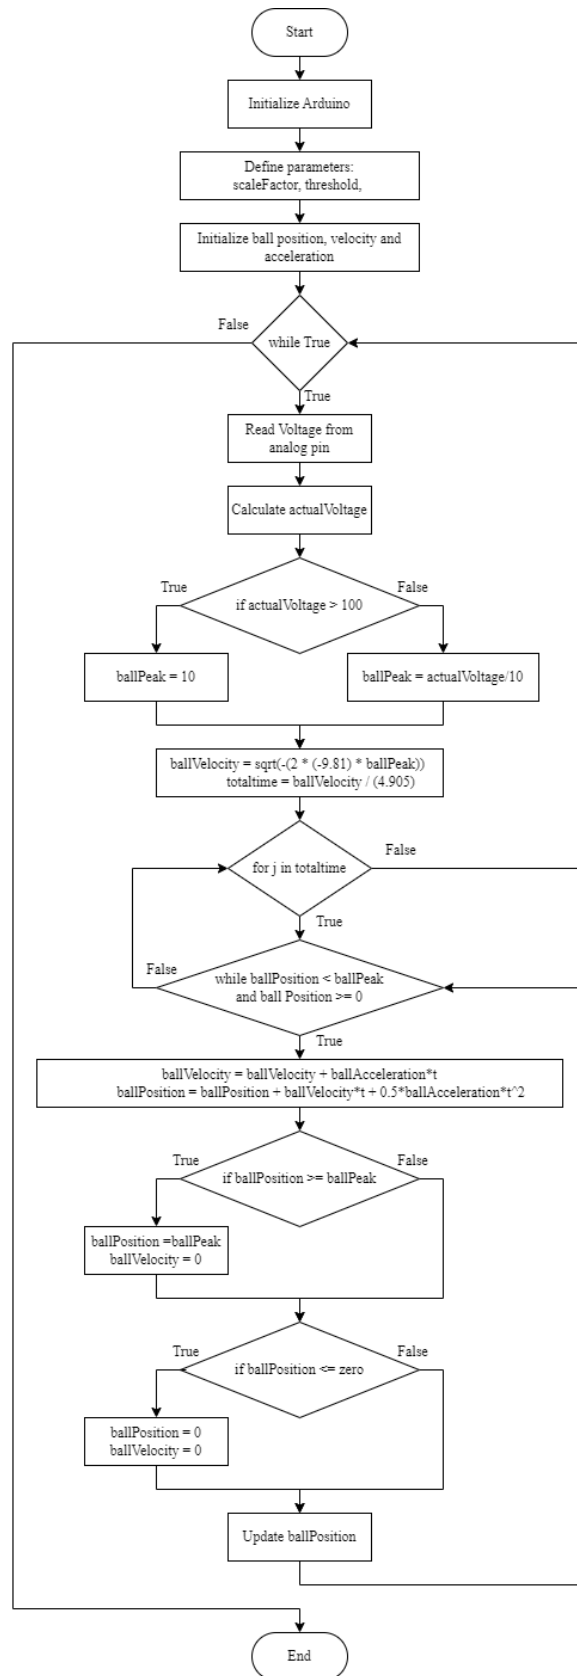 Start
Initialize Arduino
Define parameters:
scaleFactor, threshold,
Initialize ball position, velocity and
acceleration
False
while True
True
Read Voltage from
analog pin
Calculate actualVoltage
True
False
if actualVoltage > 100
ballPeak = 10
ballPeak = actualVoltage/10
ballVelocity = sqrt(-(2 * (-9.81) * ballPeak))
totaltime = ballVelocity / (4.905)
False
for j in totaltime
True
False
while ballPosition < ballPeak
and ball Position >= 0
True
ballVelocity = ballVelocity + ballAcceleration*t
ballPosition = ballPosition + ballVelocity*t + 0.5*ballAcceleration*t^2
True
False
if ballPosition >= ballPeak
ballPosition =ballPeak
ballVelocity = 0
True
False
if ballPosition <= zero
ballPosition = 0
ballVelocity = 0
Update ballPosition
End